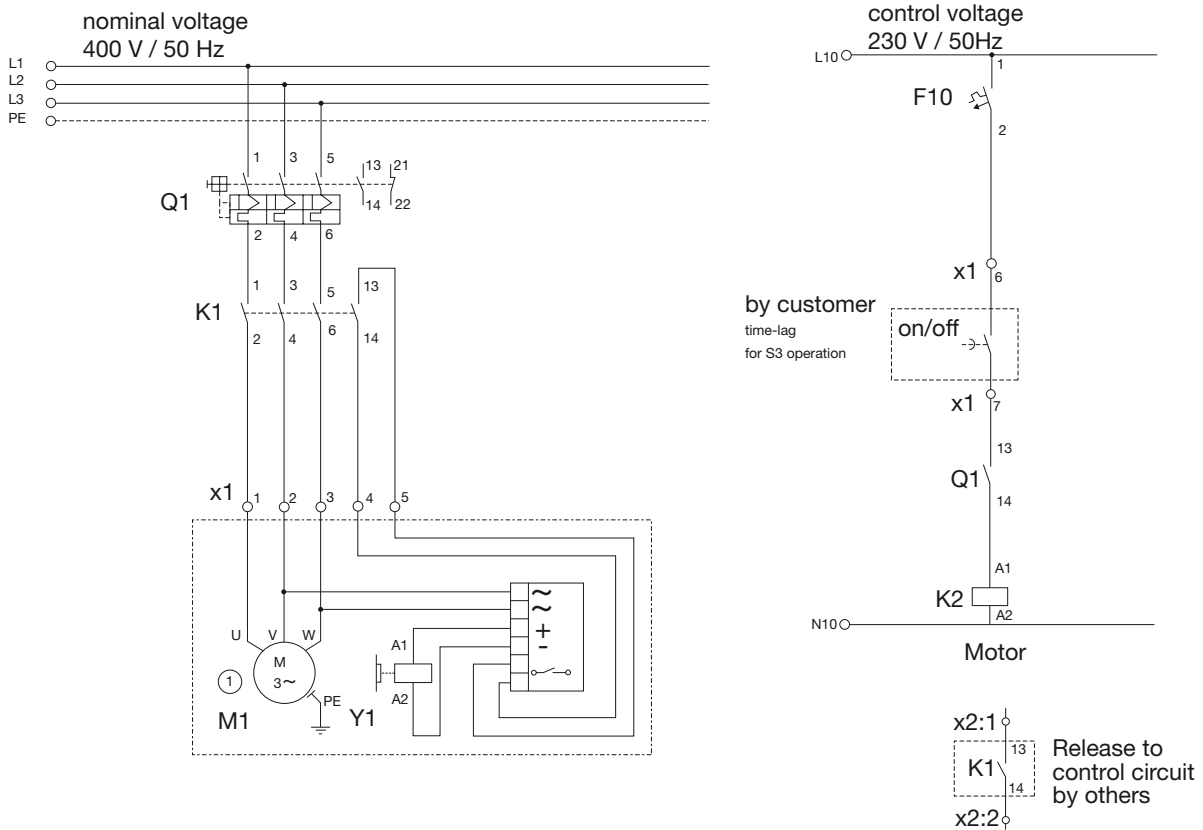 nominal voltage
400 V / 50 Hz
L1
L2
L3
PE
1 3 5 13 21
Q1
14 22
2 4 6
1 3 5 13
K1
2 4 6 14
x1 1 2 3 4 5
~
~
+
-
U V W
M
3~
1
M1
PE
A1
A2
Y1
control voltage
230 V / 50Hz
L10
1
F10
2
x1
6
by customer
time-lag
for S3 operation
on/off
x1
7
13
Q1
14
A1
K2
A2
N10
Motor
x2:1
13
K1
14
x2:2
Release to
control circuit
by others